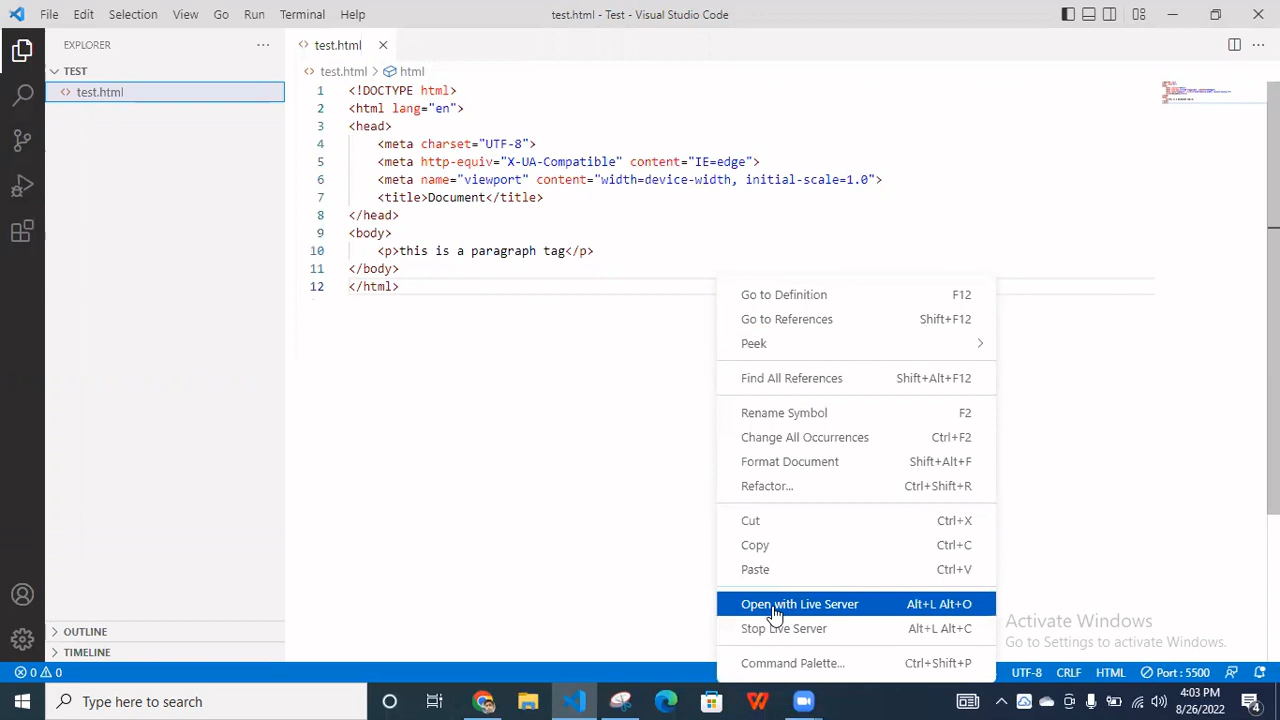 File Edit Selection View Go Run Terminal Help test.html - Test - Visual Studio Code
EXPLORER
test.html
TEST
test.html
test.html > html
1 <!DOCTYPE html>
2 <html lang="en">
3 <head>
4 <meta charset="UTF-8">
5 <meta http-equiv="X-UA-Compatible" content="IE=edge">
6 <meta name="viewport" content="width=device-width, initial-scale=1.0">
7 <title>Document</title>
8 </head>
9 <body>
10 <p>this is a paragraph tag</p>
11 </body>
12 </html>
Go to Definition F12
Go to References Shift+F12
Peek
Find All References Shift+Alt+F12
Rename Symbol F2
Change All Occurrences Ctrl+F2
Format Document Shift+Alt+F
Refactor... Ctrl+Shift+R
Cut Ctrl+X
Copy Ctrl+C
Paste Ctrl+V
Open with Live Server Alt+L Alt+O
Stop Live Server Alt+L Alt+C
Command Palette... Ctrl+Shift+P
Activate Windows
Go to Settings to activate Windows.
OUTLINE
TIMELINE
0 0 UTF-8 CRLF HTML Port : 5500
Type here to search
4:03 PM
8/26/2022
4